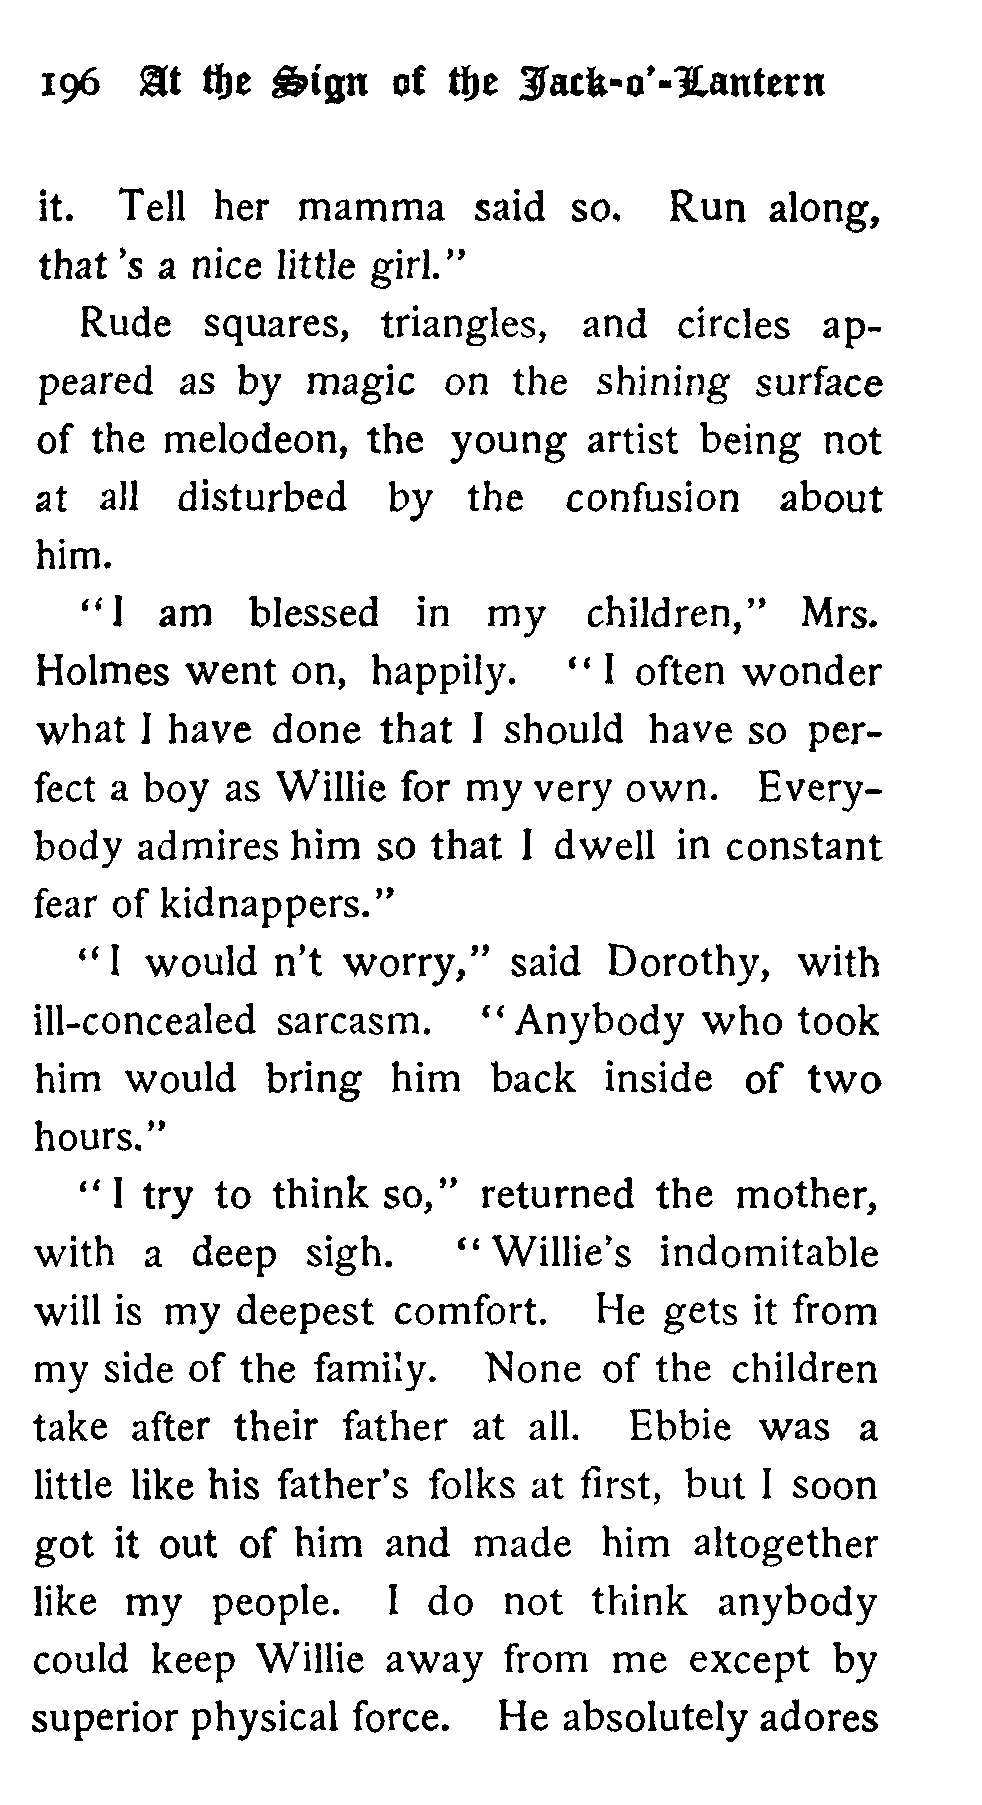 196 At the Sign of the Jack-o'-Lantern
it. Tell her mamma said so. Run along,
that 's a nice little girl."
Rude squares, triangles, and circles ap-
peared as by magic on the shining surface
of the melodeon, the young artist being not
at all disturbed by the confusion about
him.
"I am blessed in my children," Mrs.
Holmes went on, happily. "I often wonder
what I have done that I should have so per-
fect a boy as Willie for my very own. Every-
body admires him so that I dwell in constant
fear of kidnappers."
"I would n't worry," said Dorothy, with
ill-concealed sarcasm. "Anybody who took
him would bring him back inside of two
hours."
"I try to think so," returned the mother,
with a deep sigh. "Willie's indomitable
will is my deepest comfort. He gets it from
my side of the family. None of the children
take after their father at all. Ebbie was a
little like his father's folks at first, but I soon
got it out of him and made him altogether
like my people. I do not think anybody
could keep Willie away from me except by
superior physical force. He absolutely adores